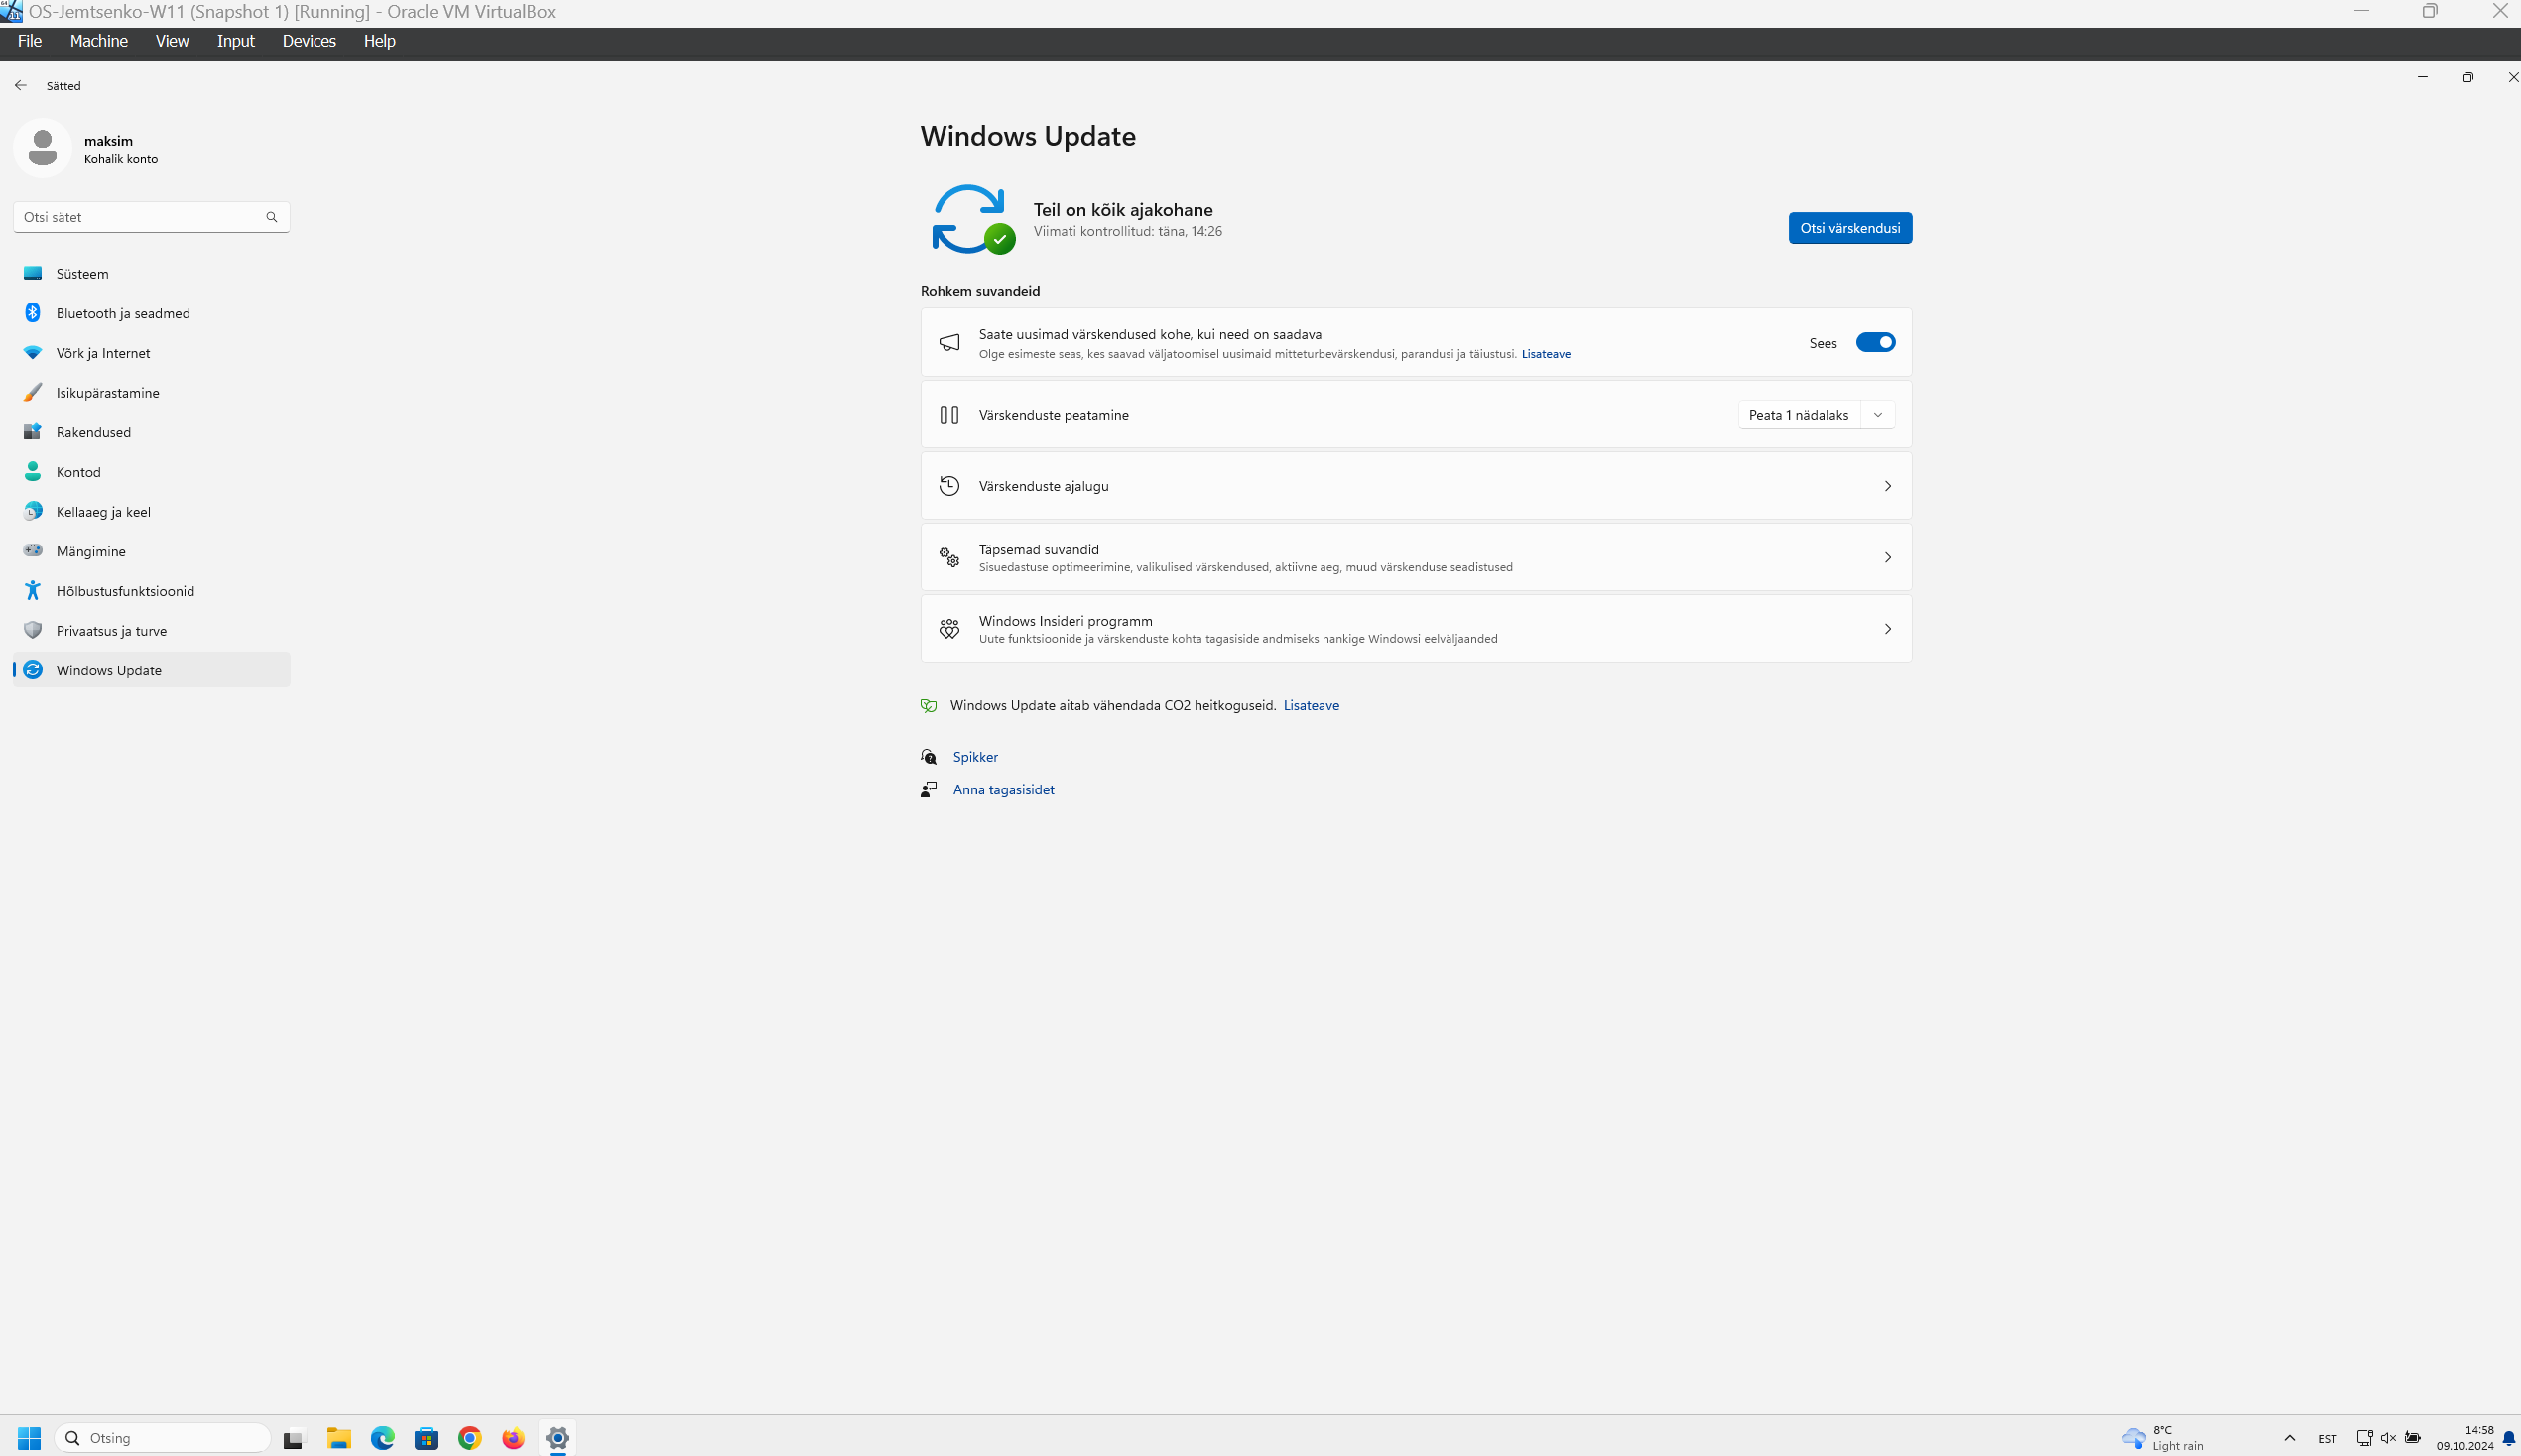 OS-Jemtsenko-W11 (Snapshot 1) [Running] - Oracle VM VirtualBox
File Machine View Input Devices Help
Sätted
maksim
Kohalik konto
Otsi sätet
Süsteem
Bluetooth ja seadmed
Võrk ja Internet
Isikupärastamine
Rakendused
Kontod
Kellaaeg ja keel
Mängimine
Hõlbustusfunktsioonid
Privaatsus ja turve
Windows Update
Windows Update
Teil on kõik ajakohane
Viimati kontrollitud: täna, 14:26
Otsi värskendusi
Rohkem suvandeid
Saate uusimad värskendused kohe, kui need on saadaval
Olge esimeste seas, kes saavad väljatoomisel uusimaid mitteturbevärskendusi, parandusi ja täiustusi. Lisateave
Sees
Värskenduste peatamine
Peata 1 nädalaks
Värskenduste ajalugu
Täpsemad suvandid
Sisuedastuse optimeerimine, valikulised värskendused, aktiivne aeg, muud värskenduse seadistused
Windows Insideri programm
Uute funktsioonide ja värskenduste kohta tagasiside andmiseks hankige Windowsi eelväljaanded
Windows Update aitab vähendada CO2 heitkoguseid. Lisateave
Spikker
Anna tagasisidet
Otsing
8°C
Light rain
EST
14:58
09.10.2024